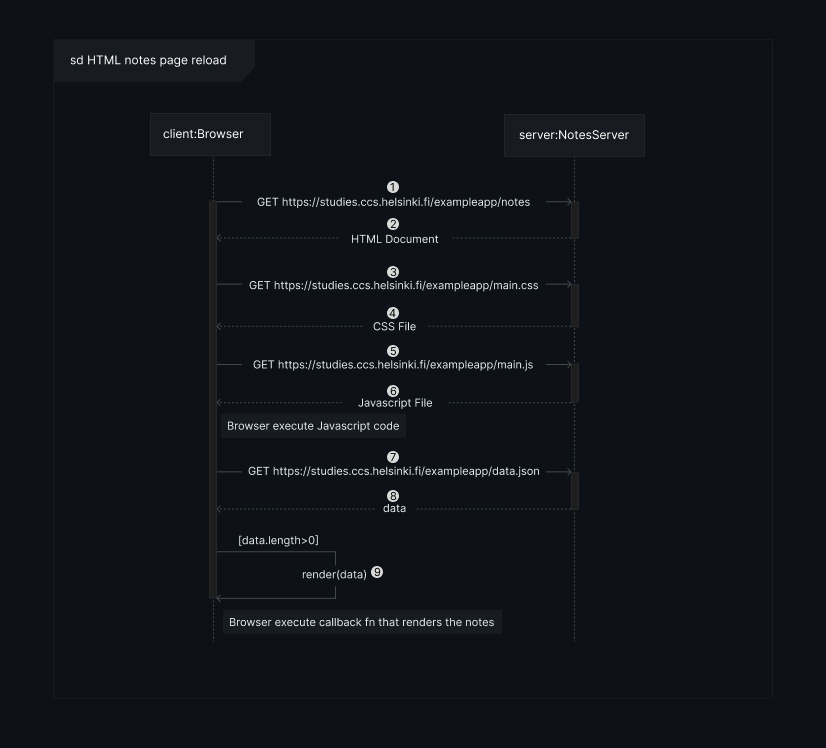 sd HTML notes page reload
client:Browser
server:NotesServer
1
GET https://studies.ccs.helsinki.fi/exampleapp/notes
2
HTML Document
3
GET https://studies.ccs.helsinki.fi/exampleapp/main.css
4
CSS File
5
GET https://studies.ccs.helsinki.fi/exampleapp/main.js
6
Javascript File
Browser execute Javascript code
7
GET https://studies.ccs.helsinki.fi/exampleapp/data.json
8
data
[data.length>0]
render(data) 9
Browser execute callback fn that renders the notes